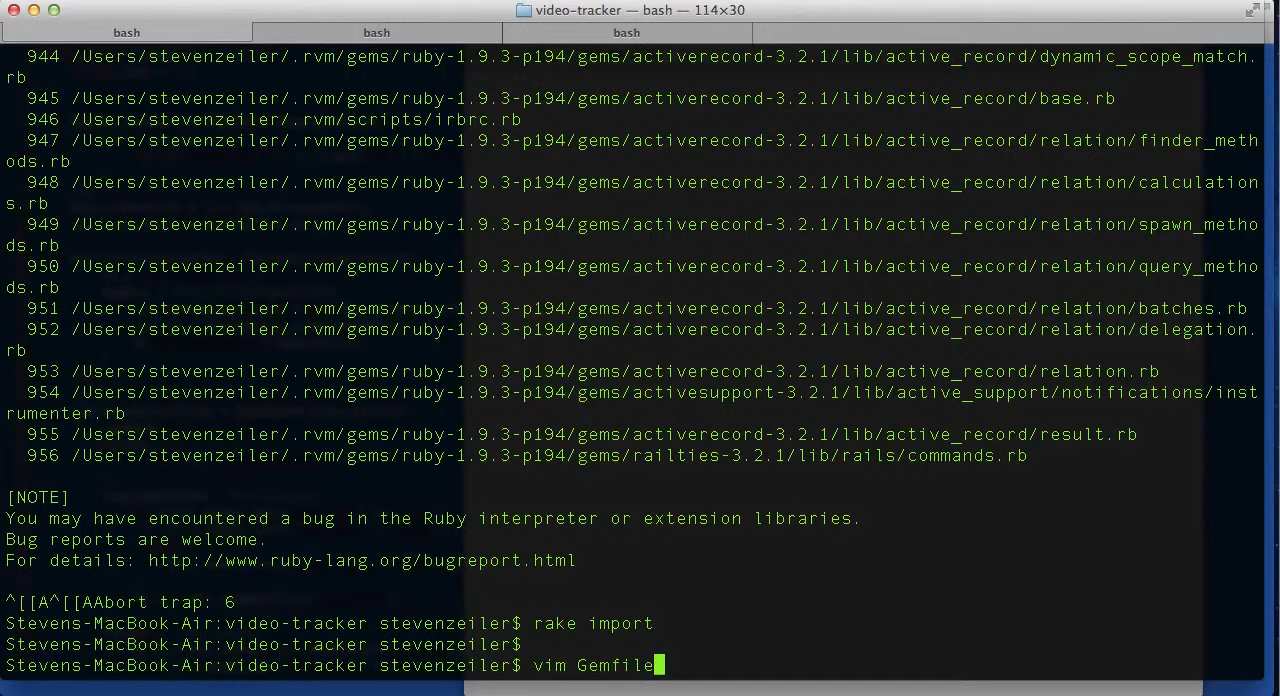 video-tracker — bash — 114×30
bash bash bash
944 /Users/stevenzeiler/.rvm/gems/ruby-1.9.3-p194/gems/activerecord-3.2.1/lib/active_record/dynamic_scope_match.
rb
945 /Users/stevenzeiler/.rvm/gems/ruby-1.9.3-p194/gems/activerecord-3.2.1/lib/active_record/base.rb
946 /Users/stevenzeiler/.rvm/scripts/irbrc.rb
947 /Users/stevenzeiler/.rvm/gems/ruby-1.9.3-p194/gems/activerecord-3.2.1/lib/active_record/relation/finder_meth
ods.rb
948 /Users/stevenzeiler/.rvm/gems/ruby-1.9.3-p194/gems/activerecord-3.2.1/lib/active_record/relation/calculation
s.rb
949 /Users/stevenzeiler/.rvm/gems/ruby-1.9.3-p194/gems/activerecord-3.2.1/lib/active_record/relation/spawn_metho
ds.rb
950 /Users/stevenzeiler/.rvm/gems/ruby-1.9.3-p194/gems/activerecord-3.2.1/lib/active_record/relation/query_metho
ds.rb
951 /Users/stevenzeiler/.rvm/gems/ruby-1.9.3-p194/gems/activerecord-3.2.1/lib/active_record/relation/batches.rb
952 /Users/stevenzeiler/.rvm/gems/ruby-1.9.3-p194/gems/activerecord-3.2.1/lib/active_record/relation/delegation.
rb
953 /Users/stevenzeiler/.rvm/gems/ruby-1.9.3-p194/gems/activerecord-3.2.1/lib/active_record/relation.rb
954 /Users/stevenzeiler/.rvm/gems/ruby-1.9.3-p194/gems/activesupport-3.2.1/lib/active_support/notifications/inst
rumenter.rb
955 /Users/stevenzeiler/.rvm/gems/ruby-1.9.3-p194/gems/activerecord-3.2.1/lib/active_record/result.rb
956 /Users/stevenzeiler/.rvm/gems/ruby-1.9.3-p194/gems/railties-3.2.1/lib/rails/commands.rb
[NOTE]
You may have encountered a bug in the Ruby interpreter or extension libraries.
Bug reports are welcome.
For details: http://www.ruby-lang.org/bugreport.html
^[[A^[[AAbort trap: 6
Stevens-MacBook-Air:video-tracker stevenzeiler$ rake import
Stevens-MacBook-Air:video-tracker stevenzeiler$
Stevens-MacBook-Air:video-tracker stevenzeiler$ vim Gemfile